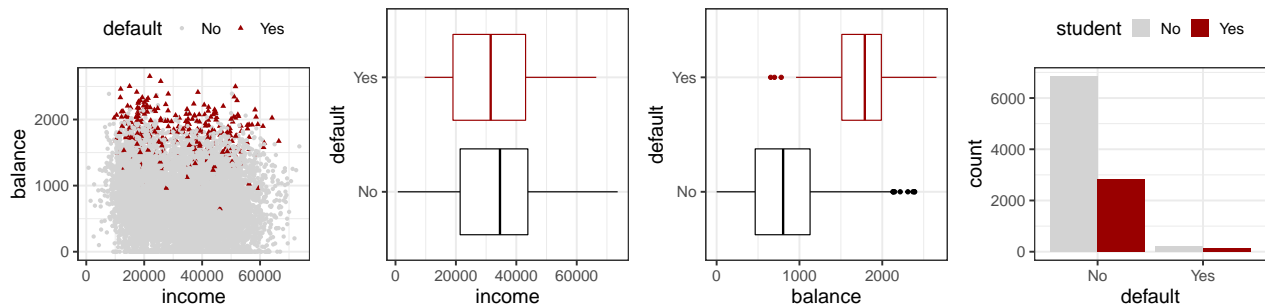 default No Yes
2000
1000
0
0 20000 40000 60000
income
balance
Yes
No
0 20000 40000 60000
income
default
Yes
No
0 1000 2000
balance
default
student No Yes
6000
4000
2000
0
No Yes
default
count